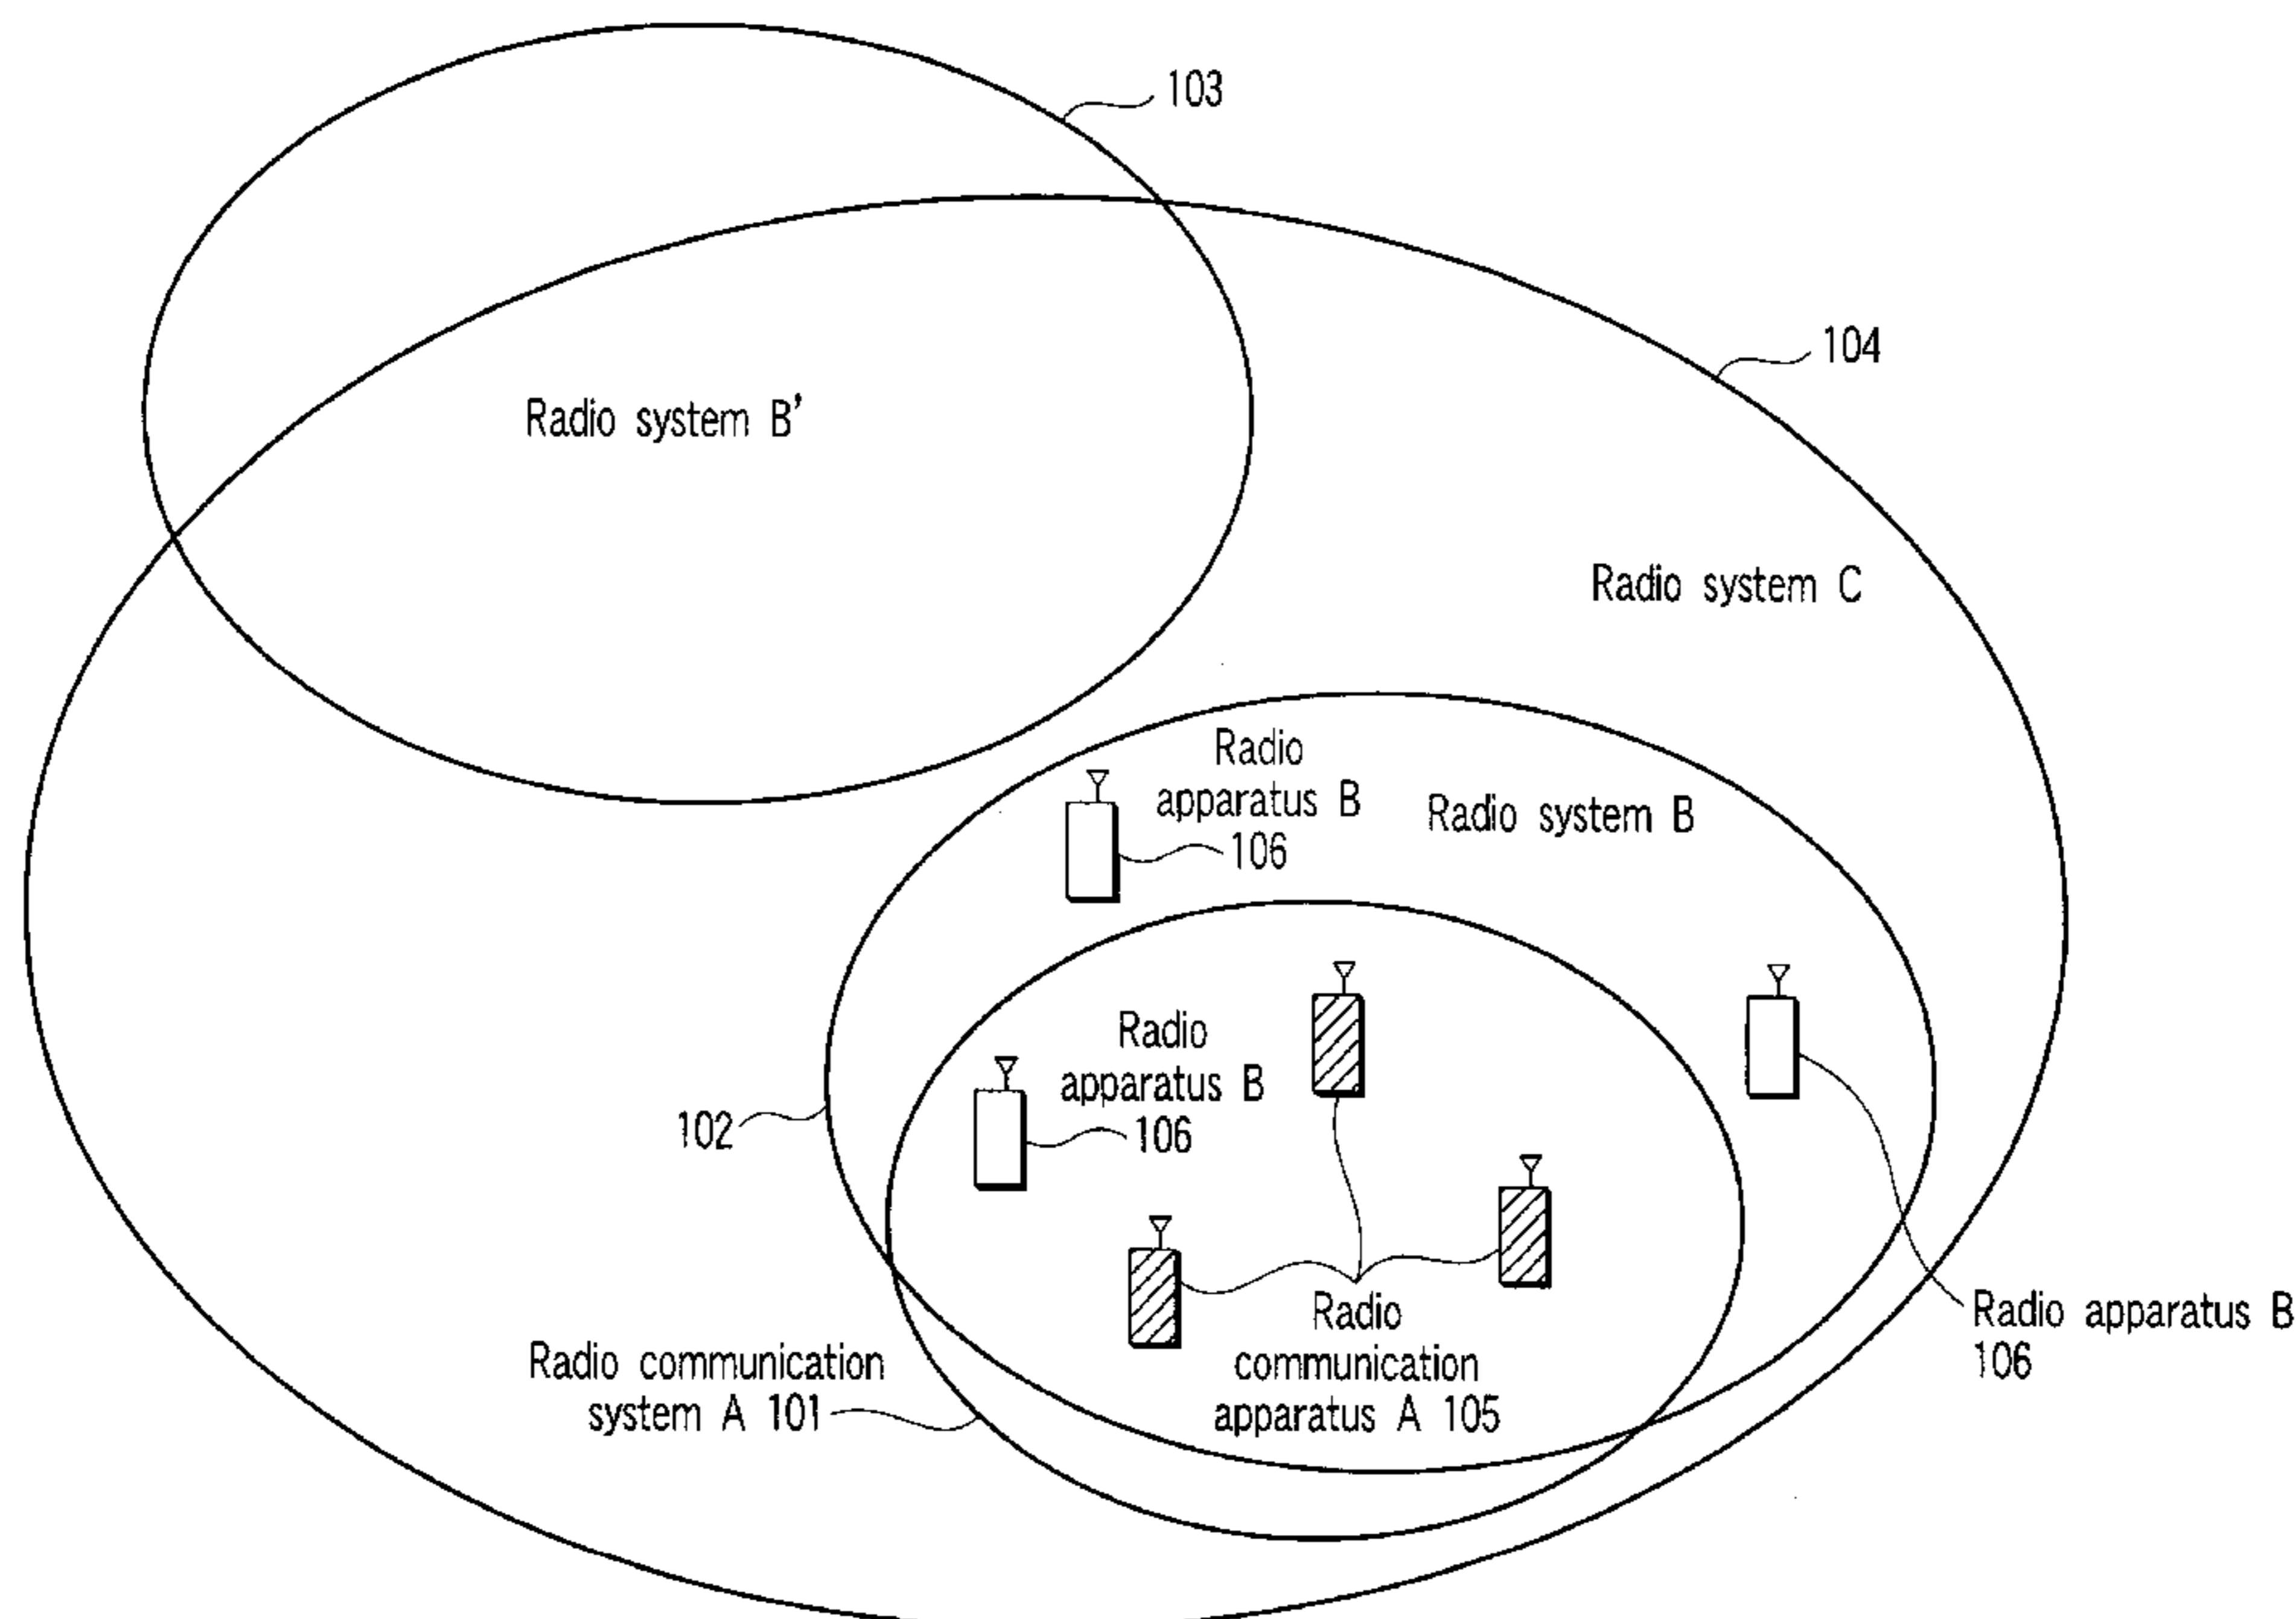 103
104
Radio system B'
Radio system C
Radio
apparatus B
106
Radio system B
Radio
apparatus B
106
102
Radio communication
system A 101
Radio
communication
apparatus A 105
Radio apparatus B
106